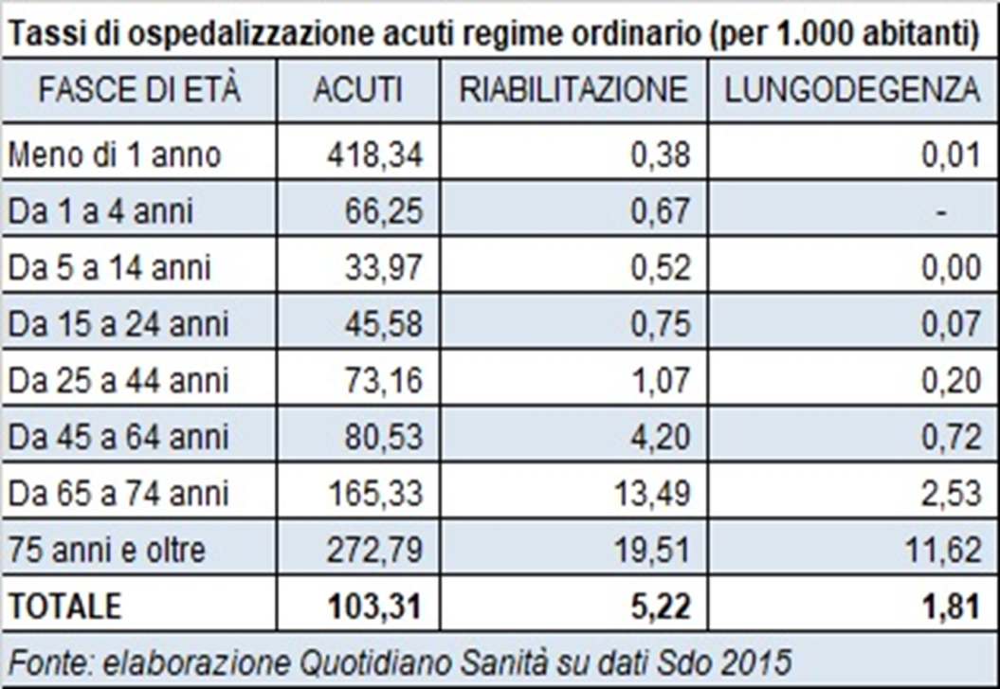 Tassi di ospedalizzazione acuti regime ordinario (per 1.000 abitanti)
FASCE DI ETÀ ACUTI RIABILITAZIONE LUNGODEGENZA
Meno di 1 anno 418,34 0,38 0,01
Da 1 a 4 anni 66,25 0,67 -
Da 5 a 14 anni 33,97 0,52 0,00
Da 15 a 24 anni 45,58 0,75 0,07
Da 25 a 44 anni 73,16 1,07 0,20
Da 45 a 64 anni 80,53 4,20 0,72
Da 65 a 74 anni 165,33 13,49 2,53
75 anni e oltre 272,79 19,51 11,62
TOTALE 103,31 5,22 1,81
Fonte: elaborazione Quotidiano Sanità su dati Sdo 2015